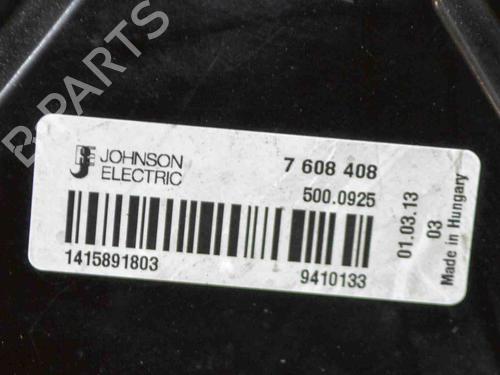 B-PARTS
JOHNSON
ELECTRIC
7 608 408
500.0925
1415891803
9410133
01.03.13
03
Made in Hungary